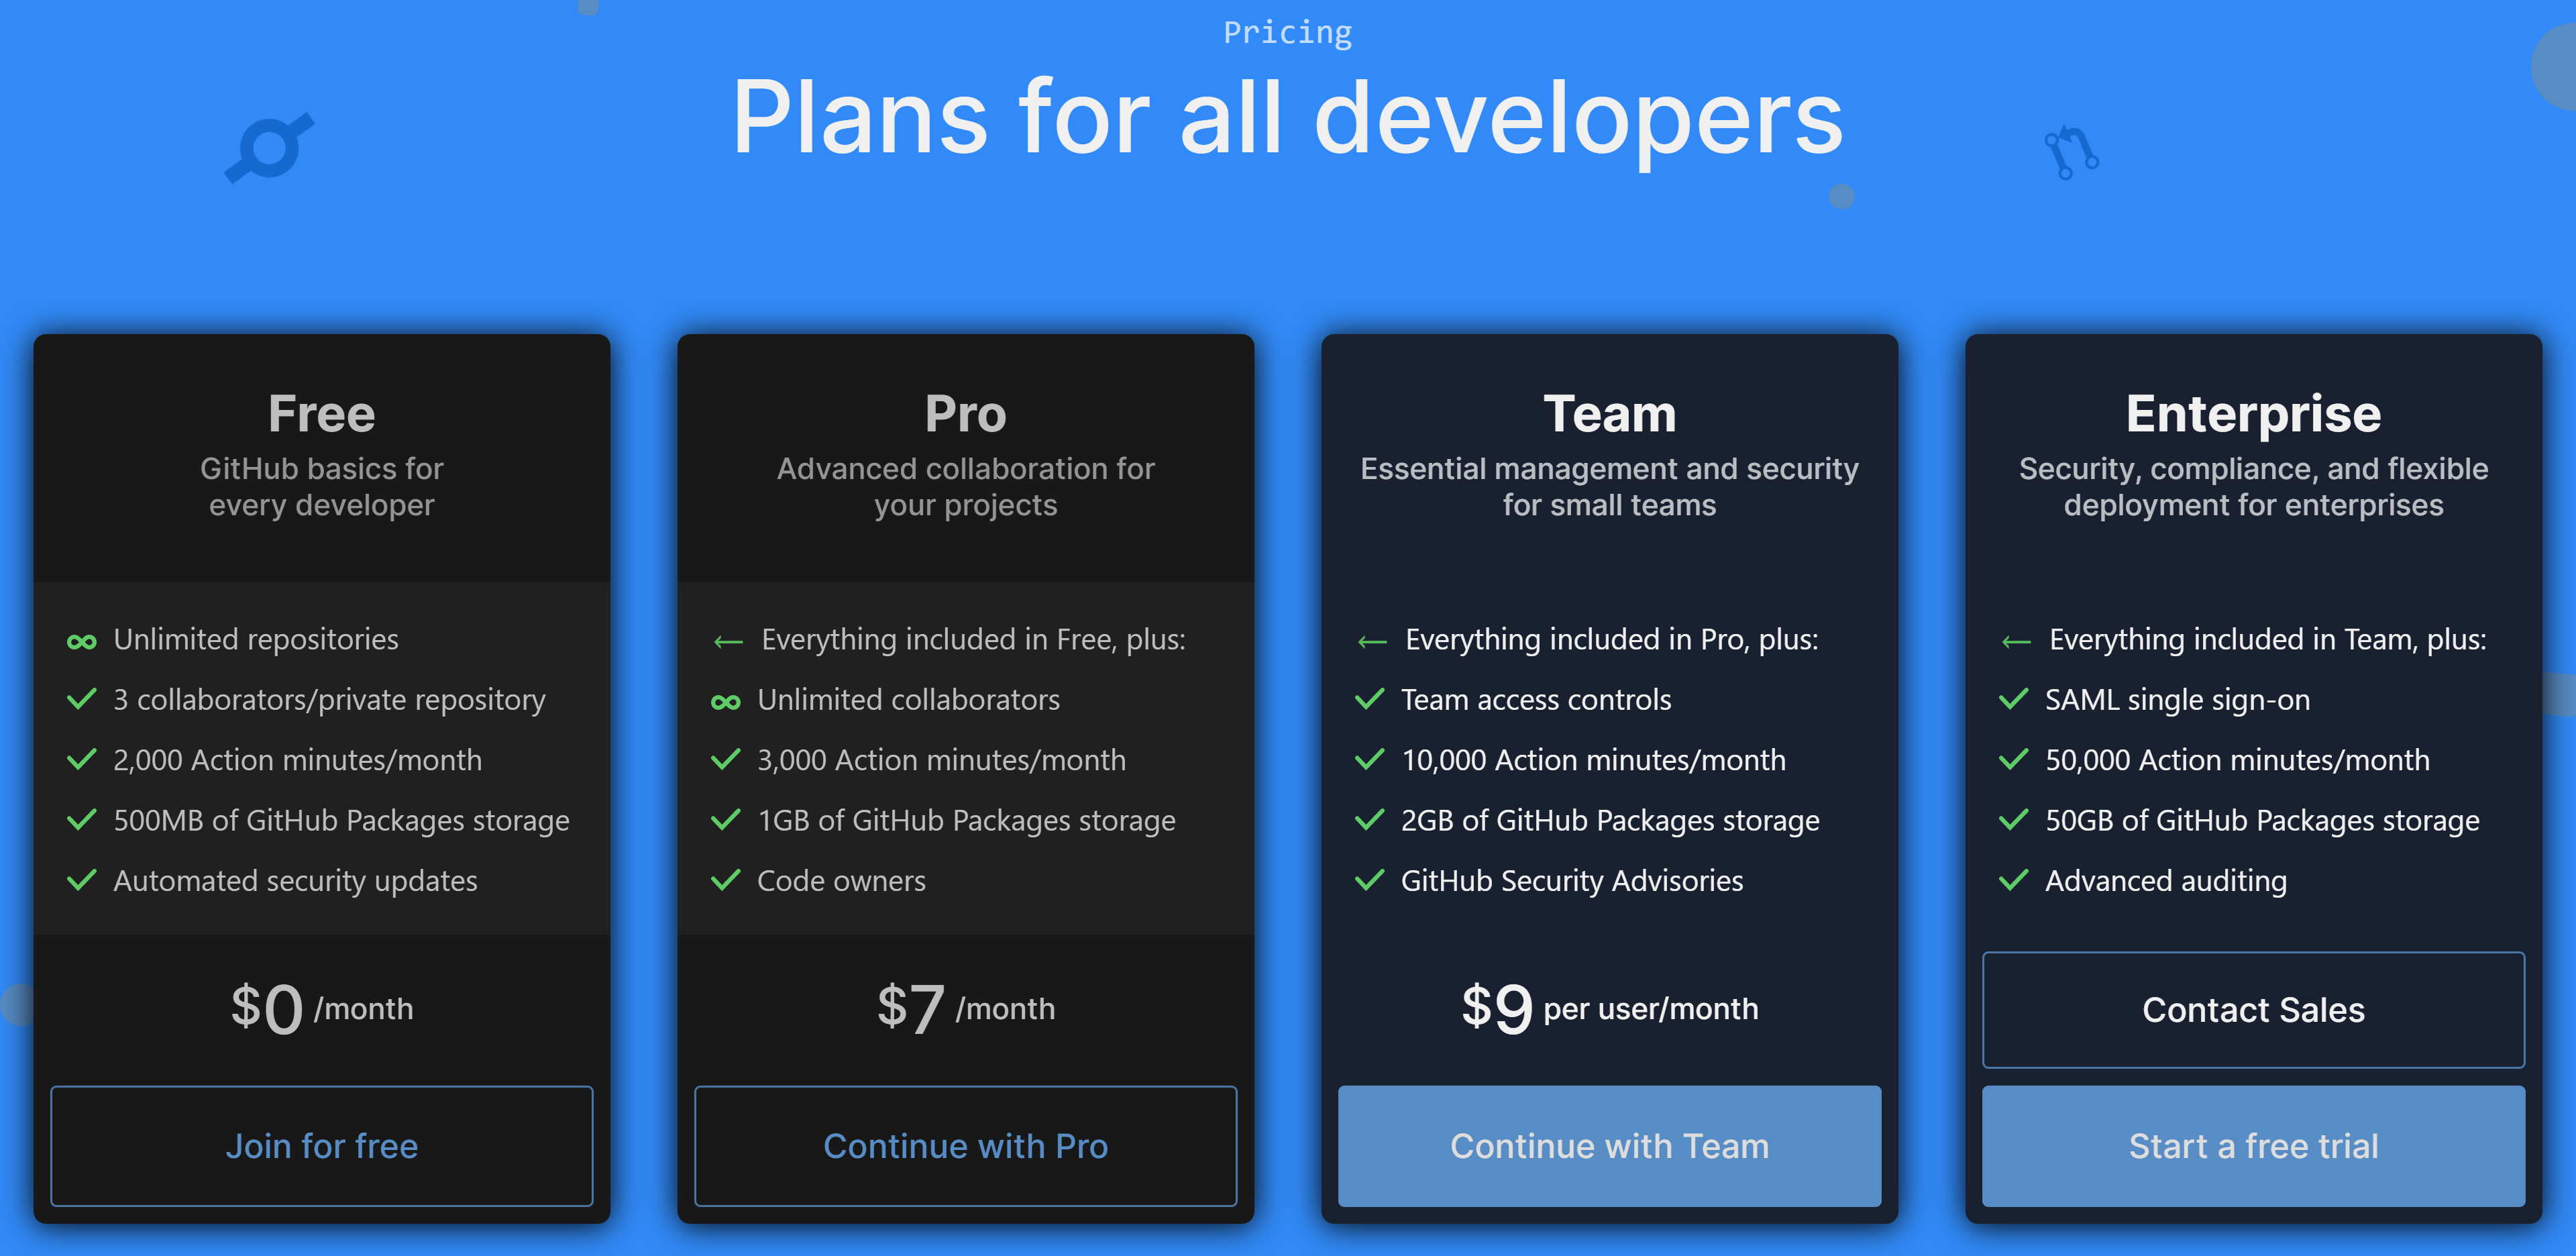 Pricing
Plans for all developers
Free
GitHub basics for
every developer
Unlimited repositories
3 collaborators/private repository
2,000 Action minutes/month
500MB of GitHub Packages storage
Automated security updates
$0 /month
Join for free
Pro
Advanced collaboration for
your projects
← Everything included in Free, plus:
Unlimited collaborators
3,000 Action minutes/month
1GB of GitHub Packages storage
Code owners
$7 /month
Continue with Pro
Team
Essential management and security
for small teams
← Everything included in Pro, plus:
Team access controls
10,000 Action minutes/month
2GB of GitHub Packages storage
GitHub Security Advisories
$9 per user/month
Continue with Team
Enterprise
Security, compliance, and flexible
deployment for enterprises
← Everything included in Team, plus:
SAML single sign-on
50,000 Action minutes/month
50GB of GitHub Packages storage
Advanced auditing
Contact Sales
Start a free trial